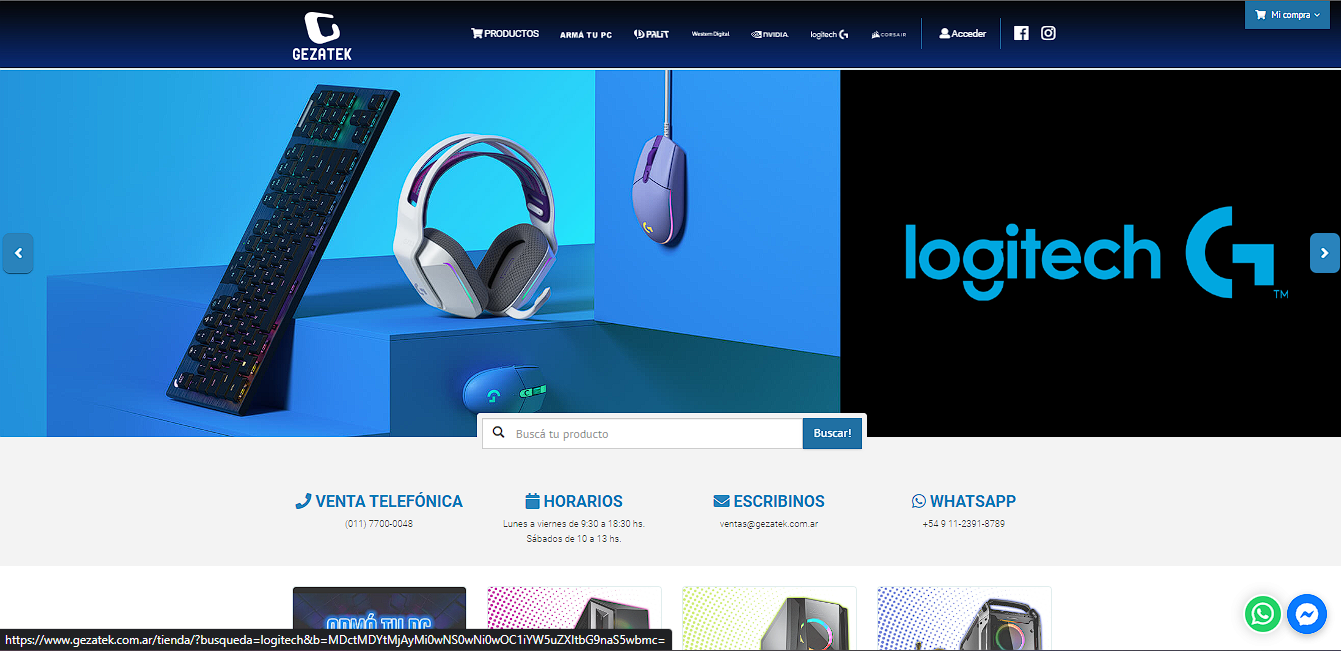 GEZATEK
PRODUCTOS
ARMÁ TU PC
PALIT
Western Digital
NVIDIA.
logitech G
CORSAIR
Acceder
Mi compra
logitech G
TM
Buscá tu producto
Buscar!
VENTA TELEFÓNICA
(011) 7700-0048
HORARIOS
Lunes a viernes de 9:30 a 18:30 hs.
Sábados de 10 a 13 hs.
ESCRIBINOS
ventas@gezatek.com.ar
WHATSAPP
+54 9 11-2391-8789
ARMÁ TU PC
https://www.gezatek.com.ar/tienda/?busqueda=logitech&b=MDctMDYtMjAyMi0wNS0wNi0wOC1iYW5uZXItbG9naS5wbmc=